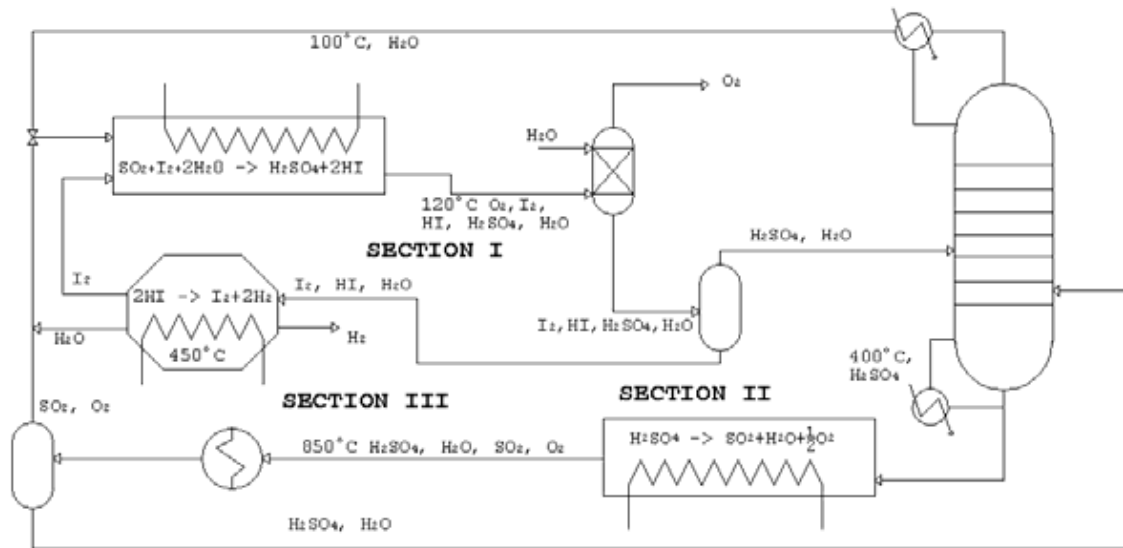 100°C, H₂O
O₂
H₂O
SO₂+I₂+2H₂O -> H₂SO₄+2HI
120°C O₂, I₂,
HI, H₂SO₄, H₂O
SECTION I
H₂SO₄, H₂O
I₂
I₂, HI, H₂O
2HI -> I₂+2H₂
H₂O
H₂
I₂, HI, H₂SO₄, H₂O
450°C
400°C,
H₂SO₄
SECTION III
SECTION II
SO₂, O₂
H₂SO₄ -> SO₂+H₂O+½O₂
850°C H₂SO₄, H₂O, SO₂, O₂
H₂SO₄, H₂O